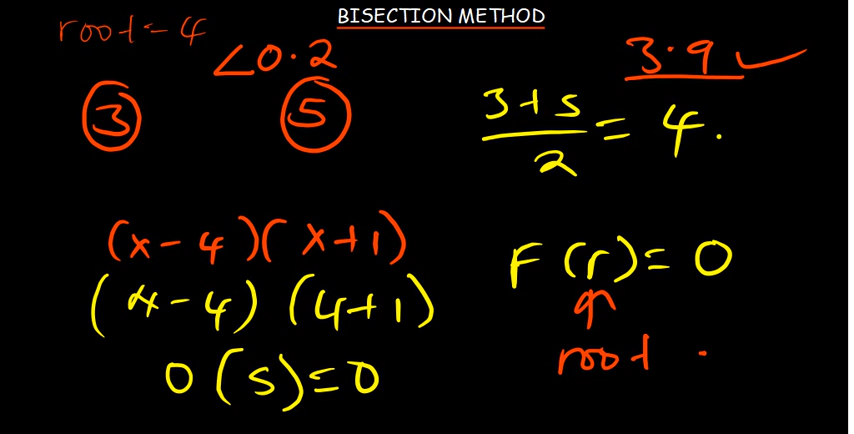 BISECTION METHOD
root = 4
<0.2
3.9 ✓
3
5
3+5/2 = 4.
(x-4)(x+1)
F(r)=0
(4-4) (4+1)
root .
0(5)=0